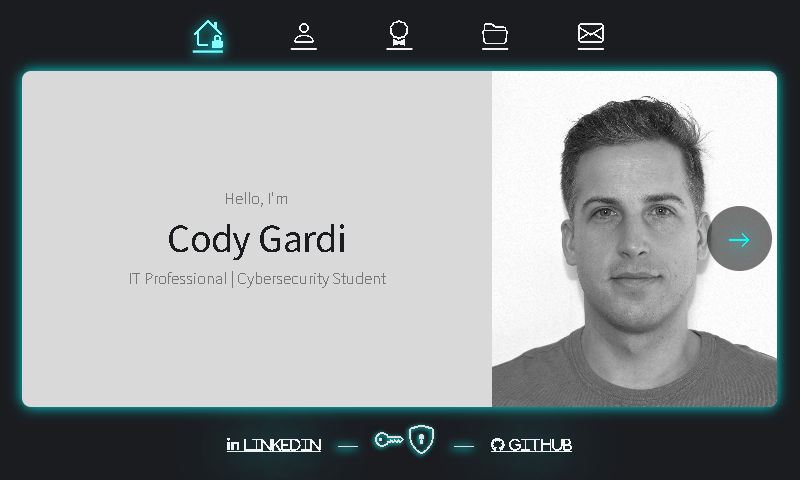 Hello, I'm
Cody Gardi
IT Professional | Cybersecurity Student
in LINKEDIN
GITHUB